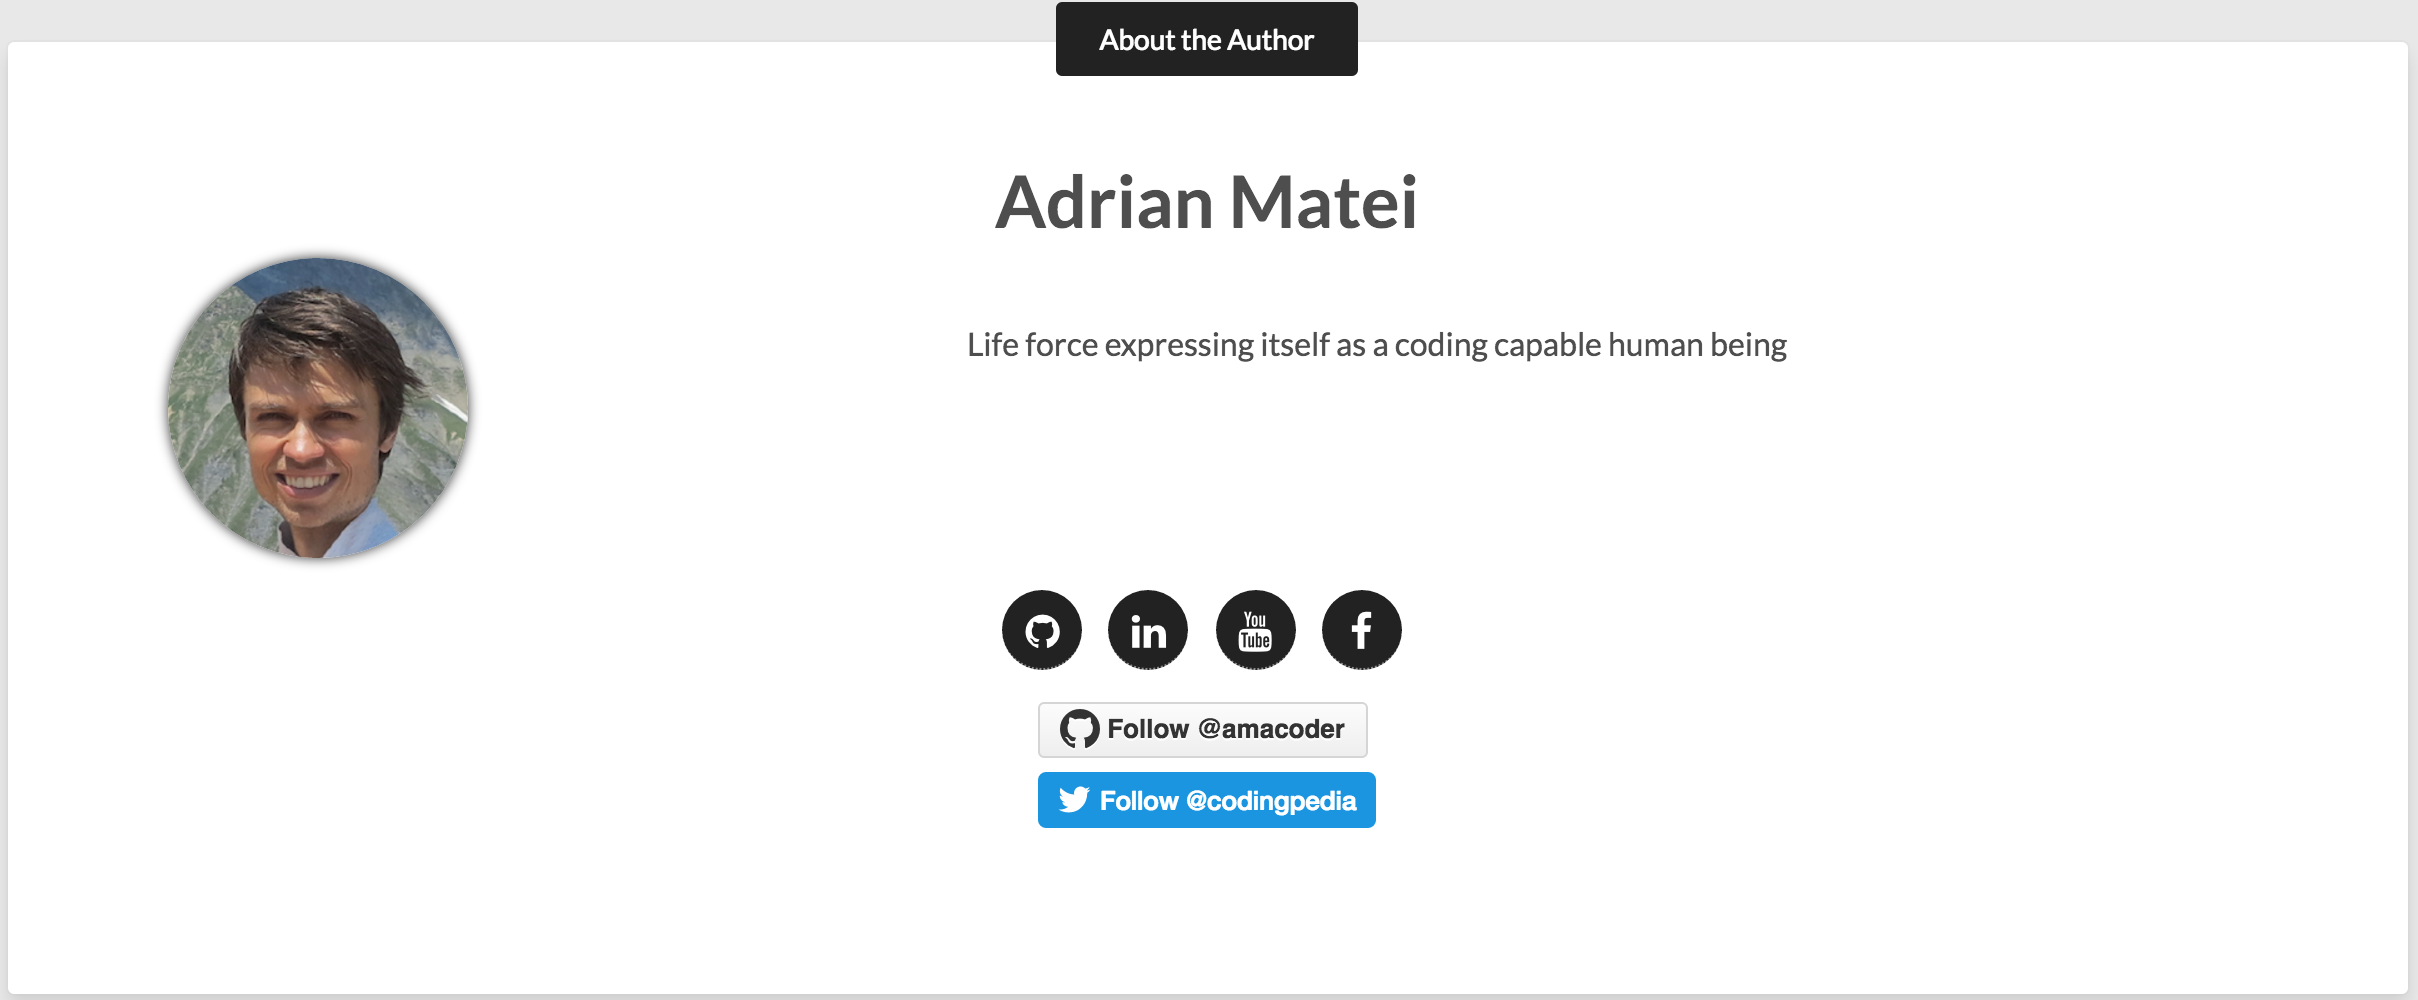 About the Author
Adrian Matei
Life force expressing itself as a coding capable human being
in
You
Tube
f
Follow @amacoder
Follow @codingpedia